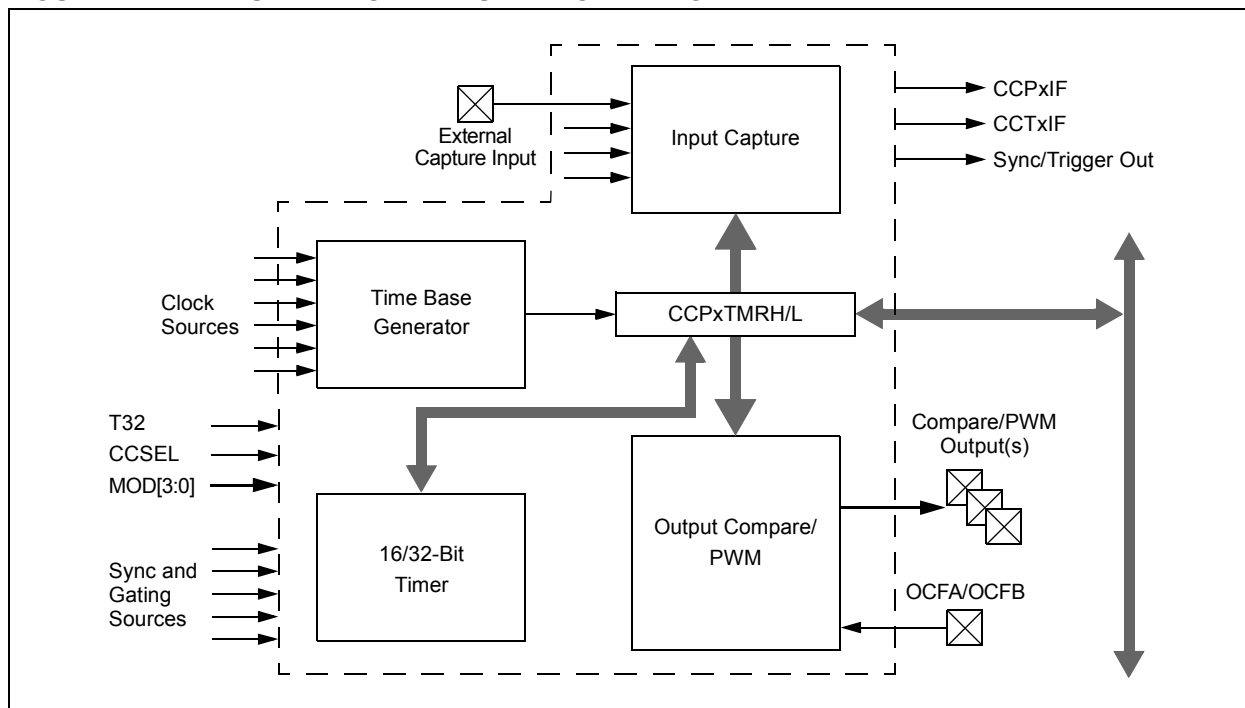 CCPxIF
CCTxIF
Sync/Trigger Out
External
Capture Input
Input Capture
Clock
Sources
Time Base
Generator
CCPxTMRH/L
T32
CCSEL
MOD[3:0]
Sync and
Gating
Sources
16/32-Bit
Timer
Output Compare/
PWM
Compare/PWM
Output(s)
OCFA/OCFB